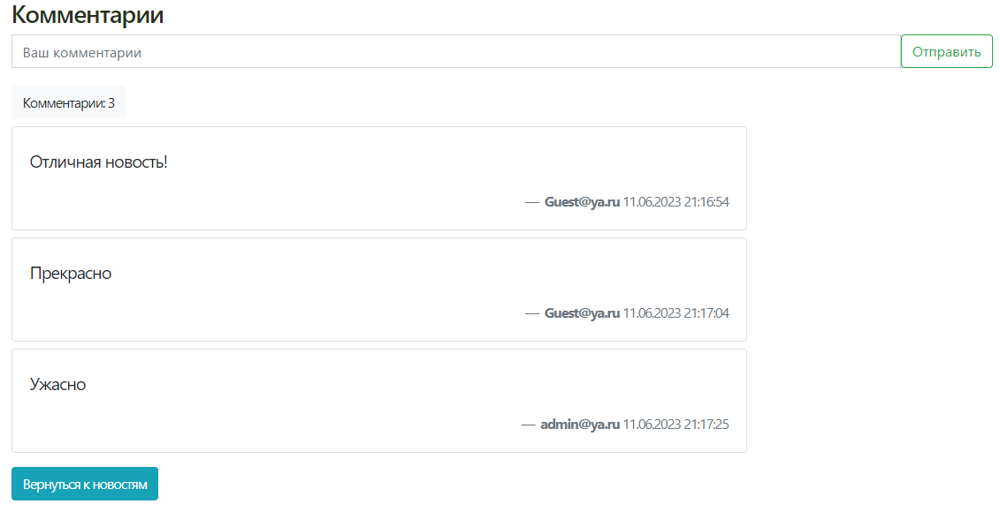 Комментарии
Ваш комментарии
Отправить
Комментарии: 3
Отличная новость!
— Guest@ya.ru 11.06.2023 21:16:54
Прекрасно
— Guest@ya.ru 11.06.2023 21:17:04
Ужасно
— admin@ya.ru 11.06.2023 21:17:25
Вернуться к новостям